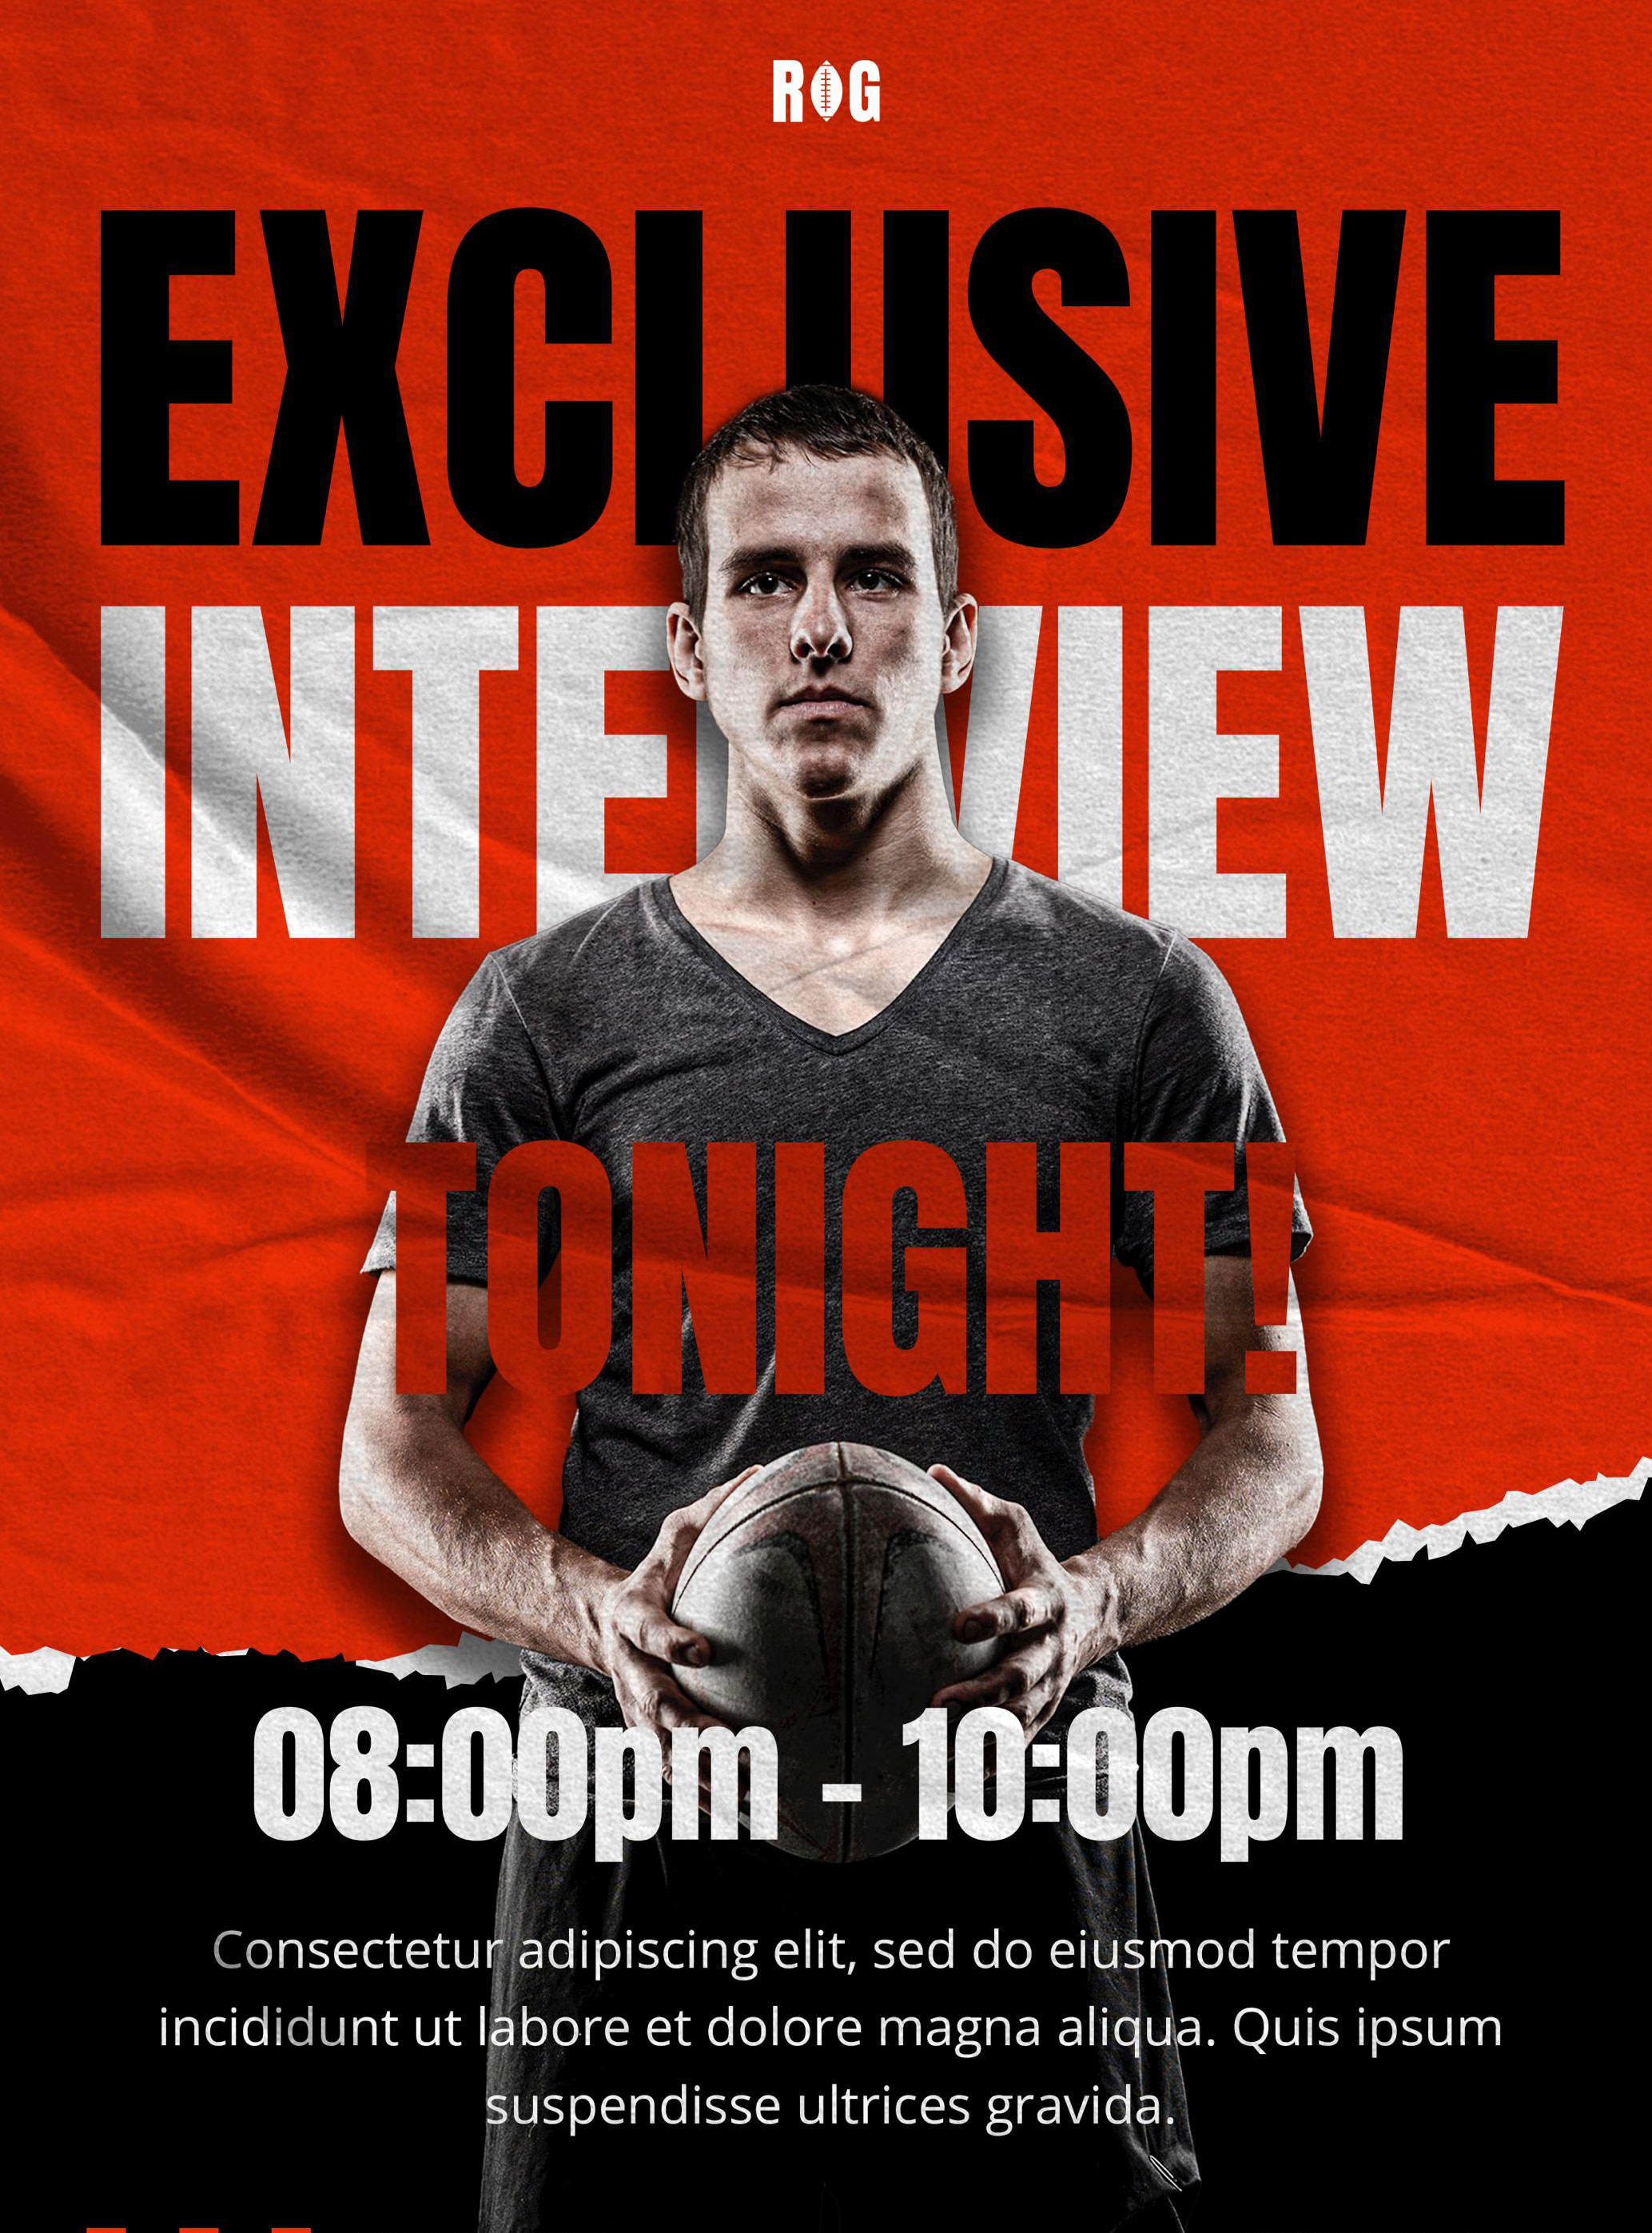 R G
EXCLUSIVE
INTERVIEW
TONIGHT!
08:00pm - 10:00pm
Consectetur adipiscing elit, sed do eiusmod tempor
incididunt ut labore et dolore magna aliqua. Quis ipsum
suspendisse ultrices gravida.